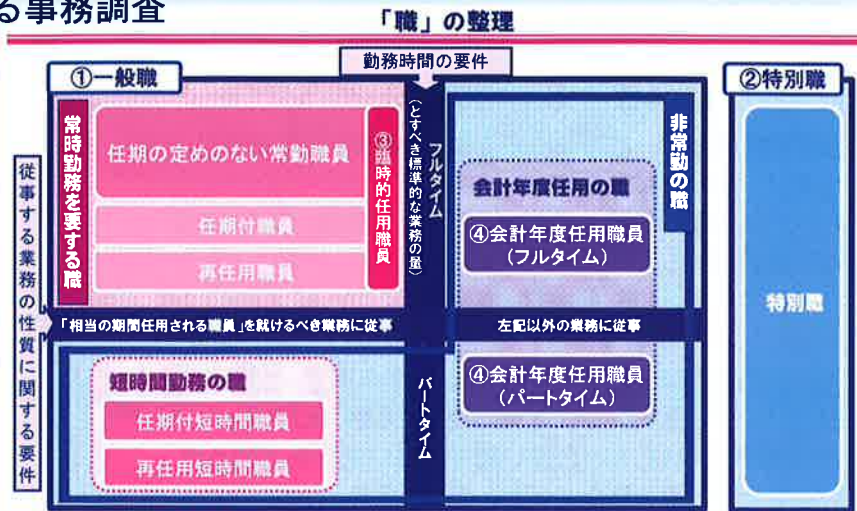 る事務調査
「職」の整理
勤務時間の要件
①一般職
②特別職
従事する業務の性質に関する要件
常時勤務を要する職
任期の定めのない常勤職員
任期付職員
再任用職員
③臨時的任用職員
フルタイム
(とすべき標準的な業務の量)
会計年度任用の職
④会計年度任用職員
(フルタイム)
非常勤の職
特別職
「相当の期間任用される職員」を就けるべき業務に従事
左記以外の業務に従事
短時間勤務の職
任期付短時間職員
再任用短時間職員
パートタイム
④会計年度任用職員
(パートタイム)